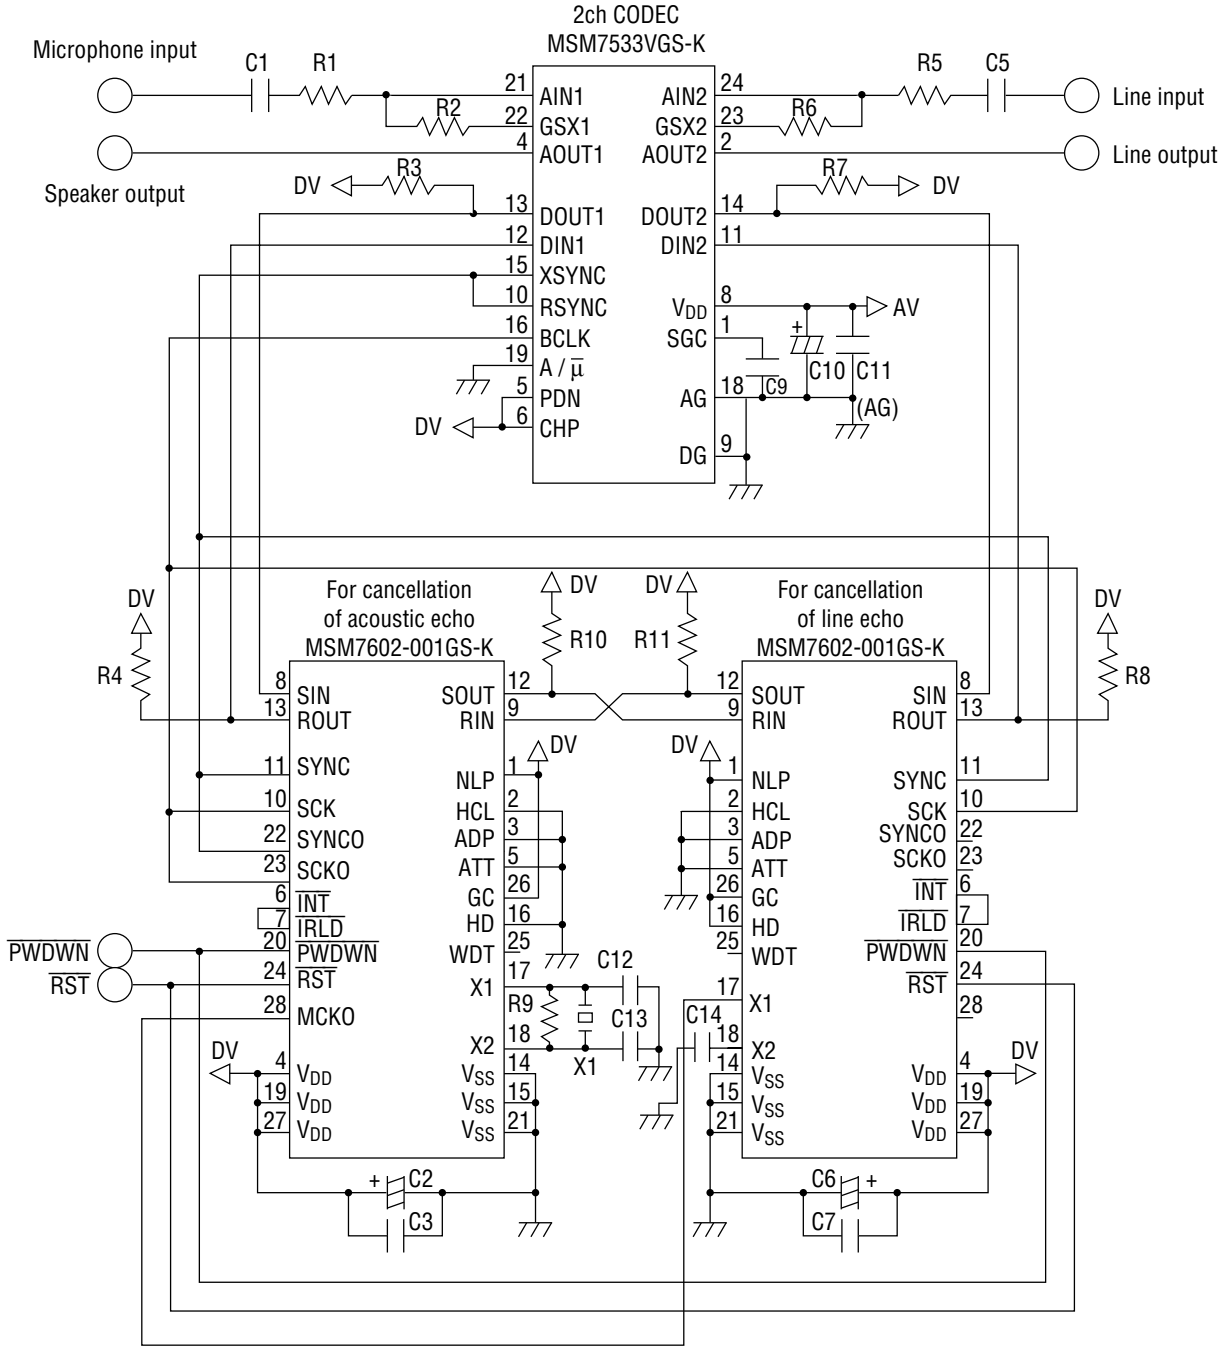 2ch CODEC
MSM7533VGS-K
Microphone input
C1
R1
21
AIN1
R2
22
GSX1
4
AOUT1
Speaker output
DV
R3
13
DOUT1
12
DIN1
15
XSYNC
10
RSYNC
16
BCLK
19
A / μ̅
5
PDN
DV
6
CHP
24
AIN2
R5
C5
Line input
23
GSX2
R6
2
AOUT2
Line output
R7
DV
14
DOUT2
11
DIN2
8
VDD
AV
1
SGC
+
C10
C11
C9
18
AG
(AG)
9
DG
For cancellation
of acoustic echo
MSM7602-001GS-K
DV
R4
DV
R10
8
SIN
13
ROUT
11
SYNC
10
SCK
22
SYNCO
23
SCKO
6
I̅N̅T̅
7
I̅R̅L̅D̅
P̅W̅D̅W̅N̅
20
P̅W̅D̅W̅N̅
R̅S̅T̅
24
R̅S̅T̅
28
MCKO
DV
4
VDD
19
VDD
27
VDD
12
SOUT
9
RIN
DV
1
NLP
2
HCL
3
ADP
5
ATT
26
GC
16
HD
25
WDT
17
X1
R9
C12
C13
X1
18
X2
14
VSS
15
VSS
21
VSS
+
C2
C3
For cancellation
of line echo
MSM7602-001GS-K
DV
R11
DV
R8
12
SOUT
9
RIN
DV
1
NLP
2
HCL
3
ADP
5
ATT
26
GC
16
HD
25
WDT
17
X1
C14
18
X2
14
VSS
15
VSS
21
VSS
8
SIN
13
ROUT
11
SYNC
10
SCK
22
SYNCO
23
SCKO
6
I̅N̅T̅
7
I̅R̅L̅D̅
20
P̅W̅D̅W̅N̅
24
R̅S̅T̅
28
DV
4
VDD
19
VDD
27
VDD
C6
+
C7